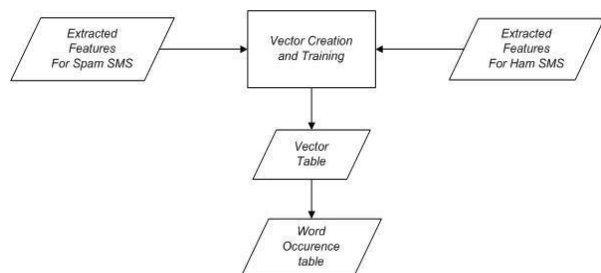 Extracted
Features
For Spam SMS
Vector Creation
and Training
Extracted
Features
For Ham SMS
Vector
Table
Word
Occurence
table